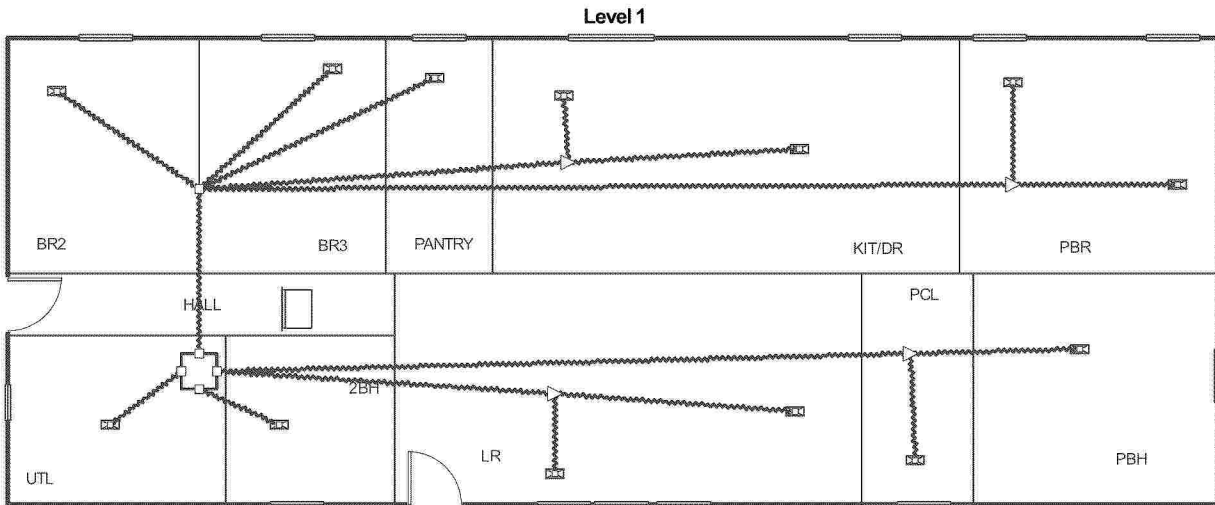 Level 1
BR2
BR3
PANTRY
KIT/DR
PBR
HALL
PCL
2BH
UTL
LR
PBH